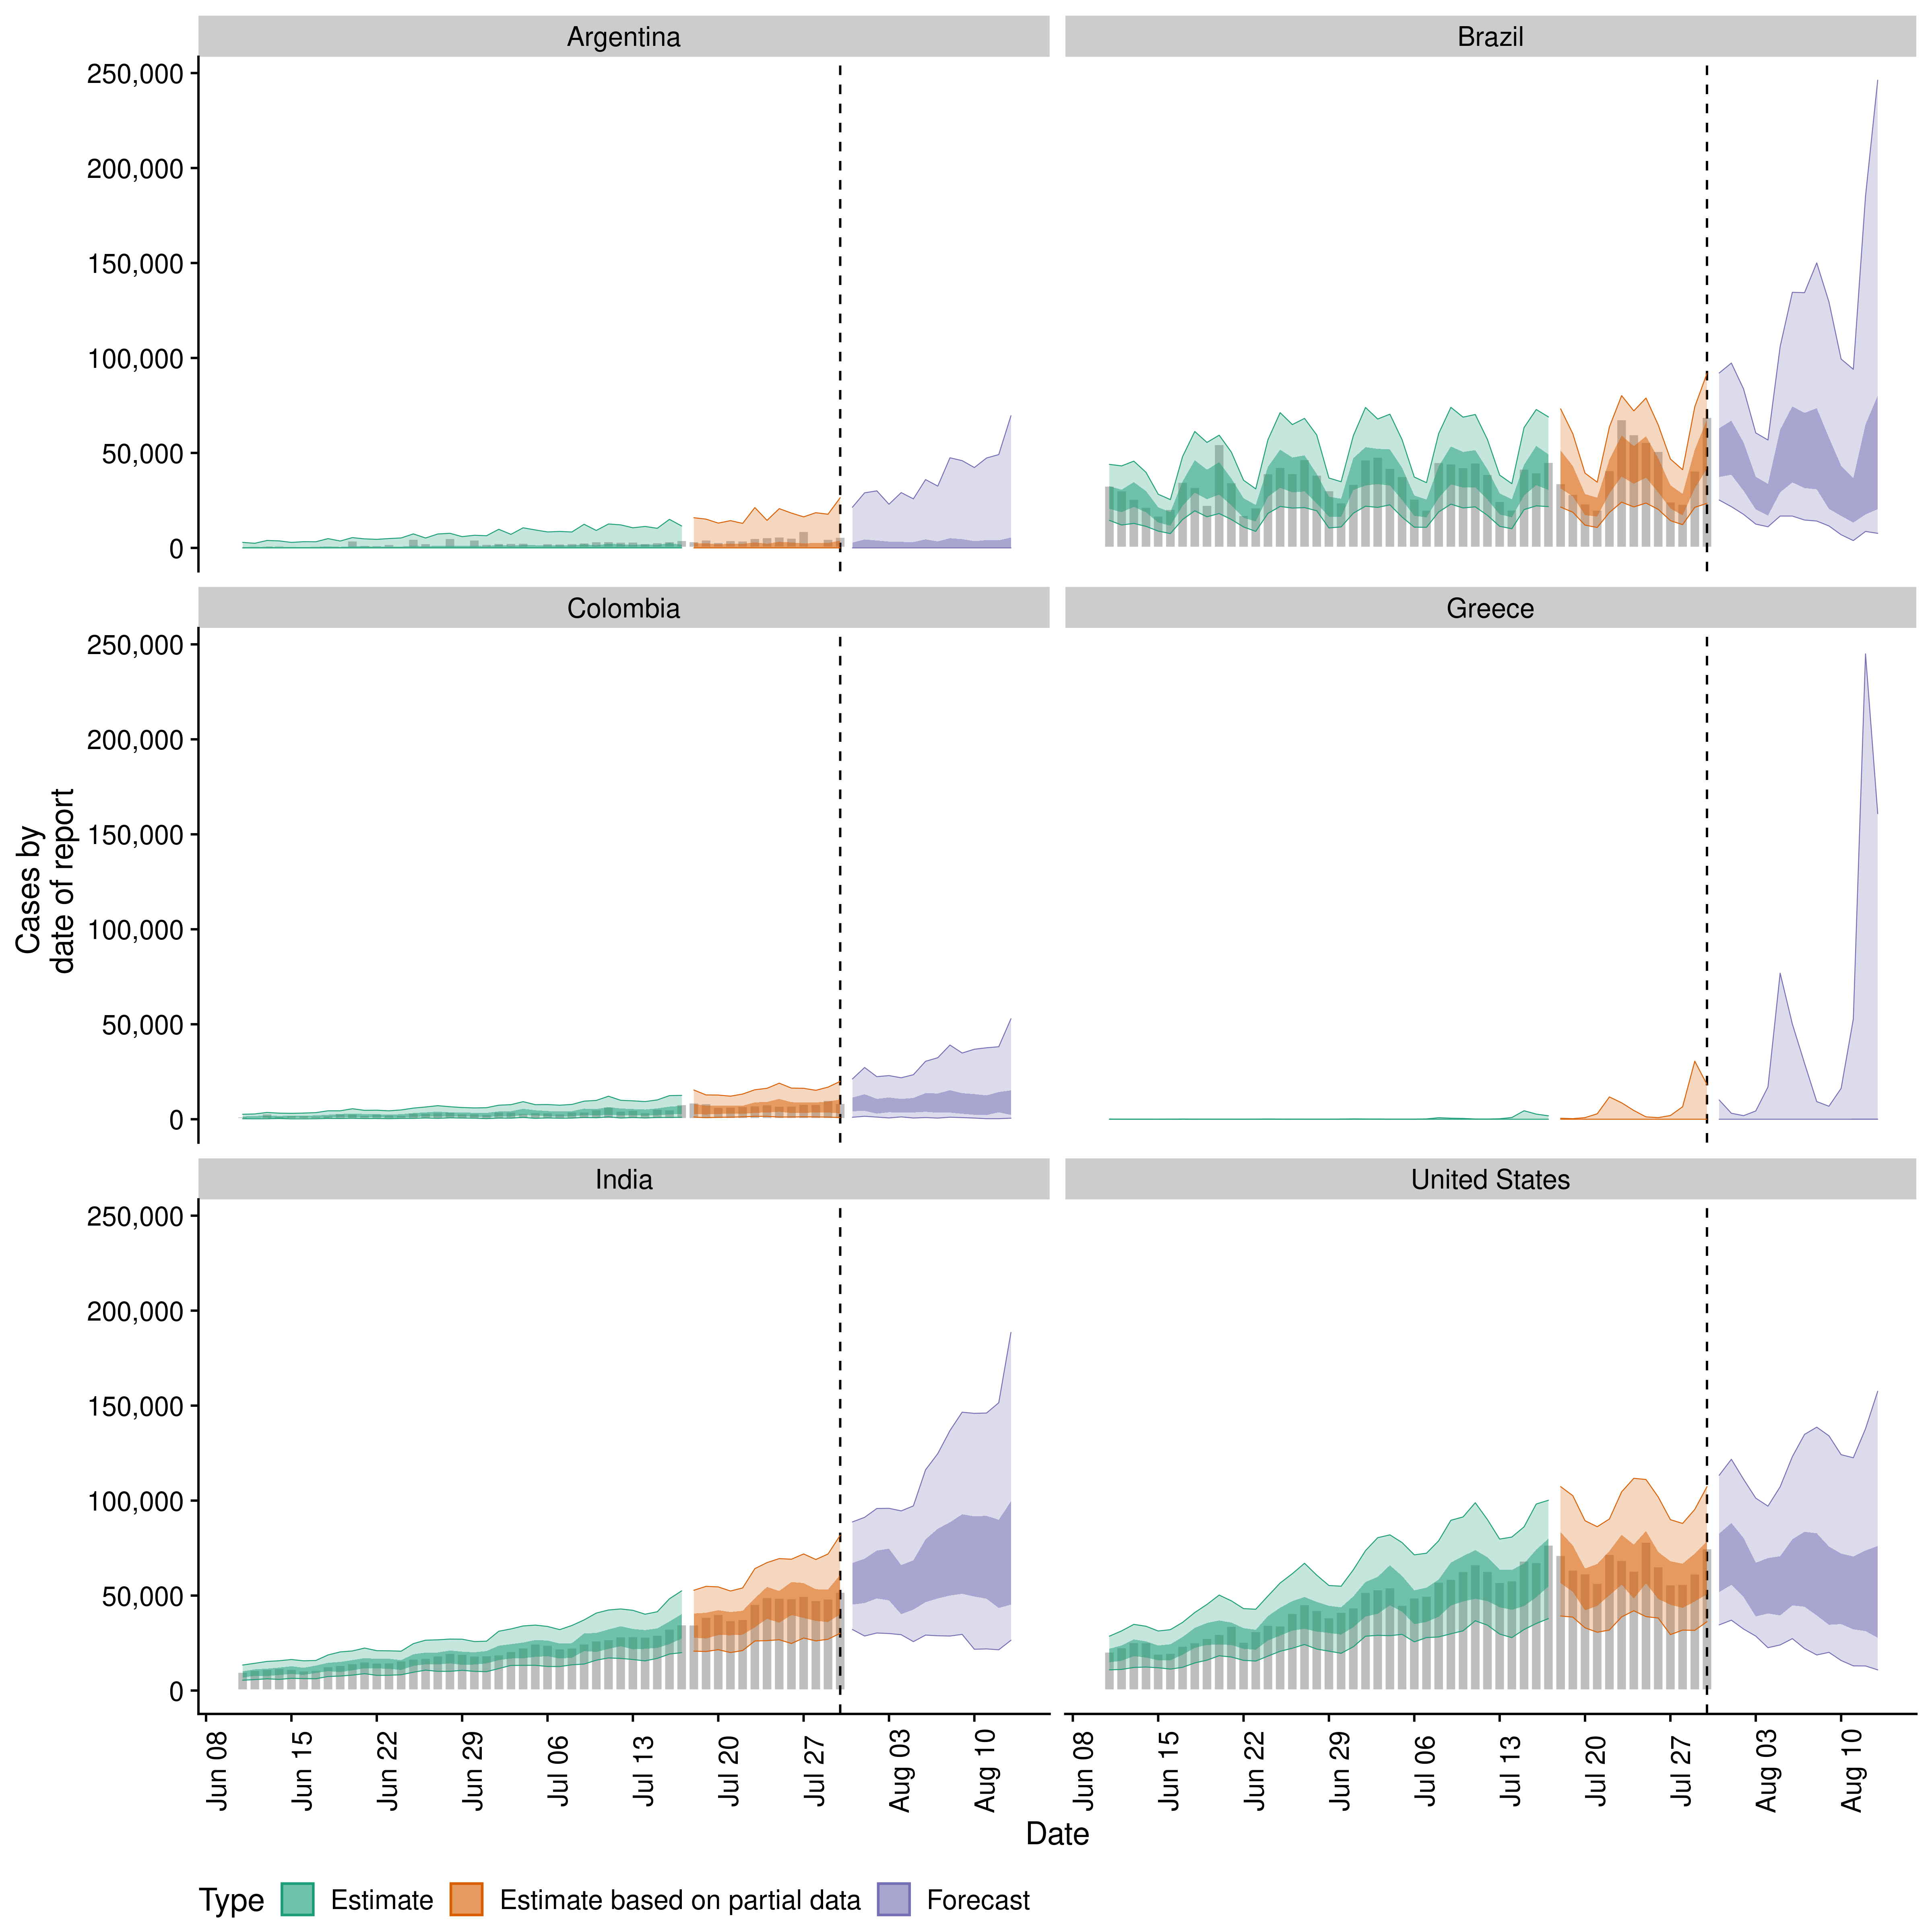 Argentina
Brazil
250,000
200,000
150,000
100,000
50,000
0
Colombia
Greece
250,000
200,000
150,000
100,000
50,000
0
Cases by
date of report
India
United States
250,000
200,000
150,000
100,000
50,000
0
Jun 08
Jun 15
Jun 22
Jun 29
Jul 06
Jul 13
Jul 20
Jul 27
Aug 03
Aug 10
Jun 08
Jun 15
Jun 22
Jun 29
Jul 06
Jul 13
Jul 20
Jul 27
Aug 03
Aug 10
Date
Type Estimate Estimate based on partial data Forecast